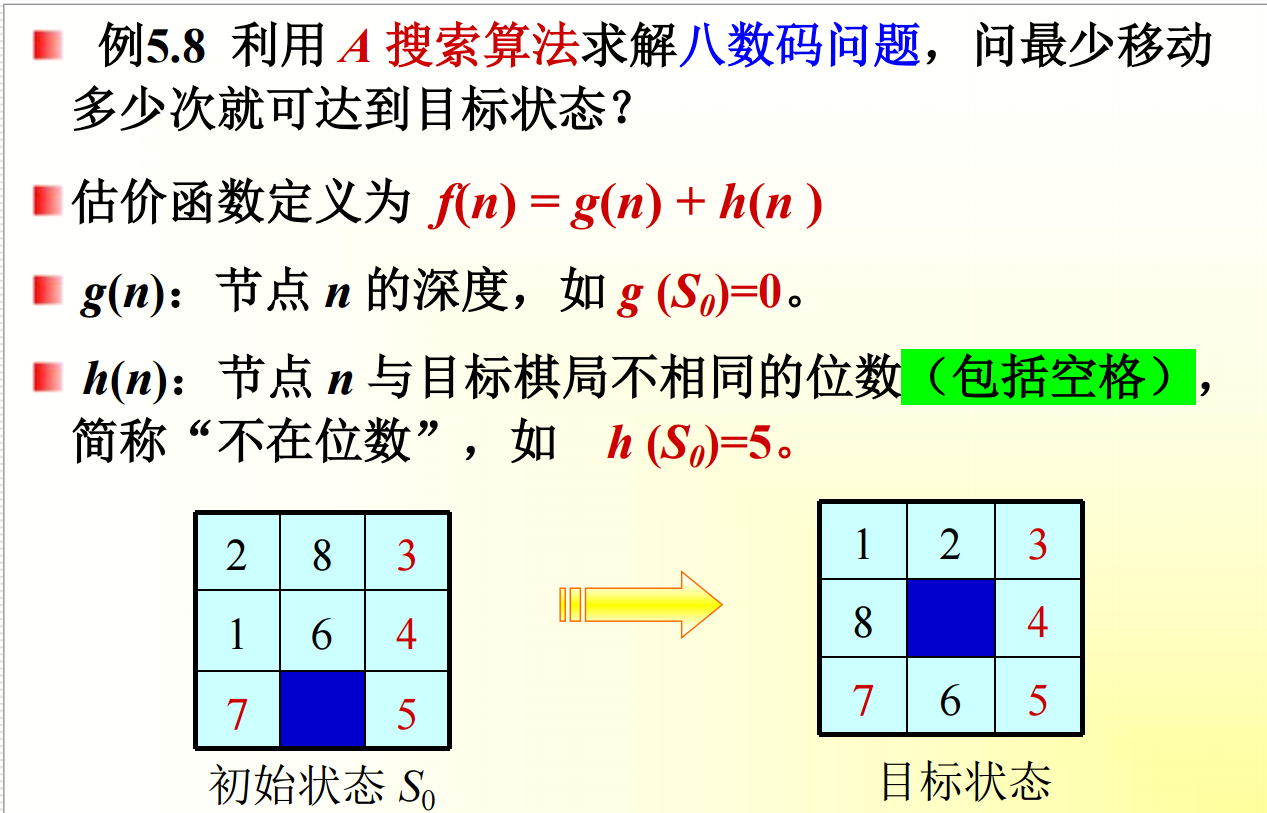 例5.8 利用 A 搜索算法求解八数码问题，问最少移动
多少次就可达到目标状态？
估价函数定义为 f(n) = g(n) + h(n )
g(n)：节点 n 的深度，如 g (S₀)=0。
h(n)：节点 n 与目标棋局不相同的位数（包括空格），
简称“不在位数”，如 h (S₀)=5。
2 8 3
1 6 4
7 5
初始状态 S₀
1 2 3
8 4
7 6 5
目标状态